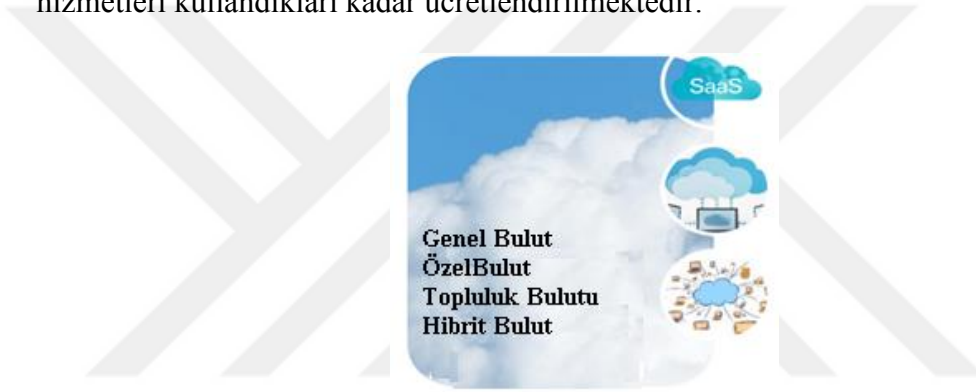 hizmetleri kullandıkları kadar ücretlendirilmektedir.
SaaS
Genel Bulut
ÖzelBulut
Topluluk Bulutu
Hibrit Bulut